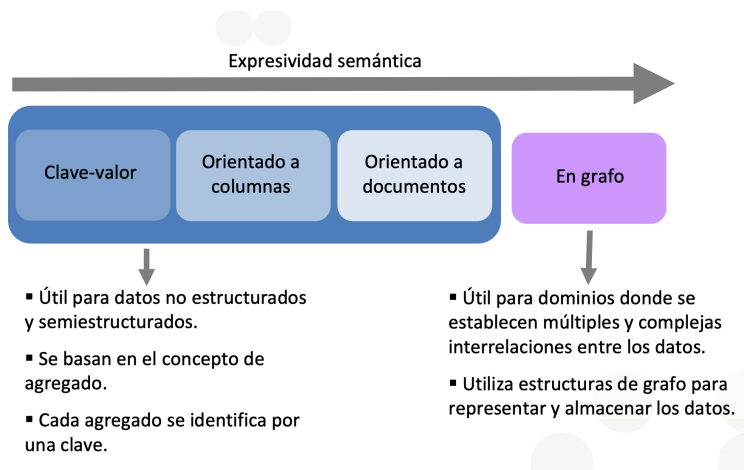 Expresividad semántica
Clave-valor
Orientado a
columnas
Orientado a
documentos
En grafo
▪ Útil para datos no estructurados
y semiestructurados.
▪ Se basan en el concepto de
agregado.
▪ Cada agregado se identifica por
una clave.
▪ Útil para dominios donde se
establecen múltiples y complejas
interrelaciones entre los datos.
▪ Utiliza estructuras de grafo para
representar y almacenar los datos.